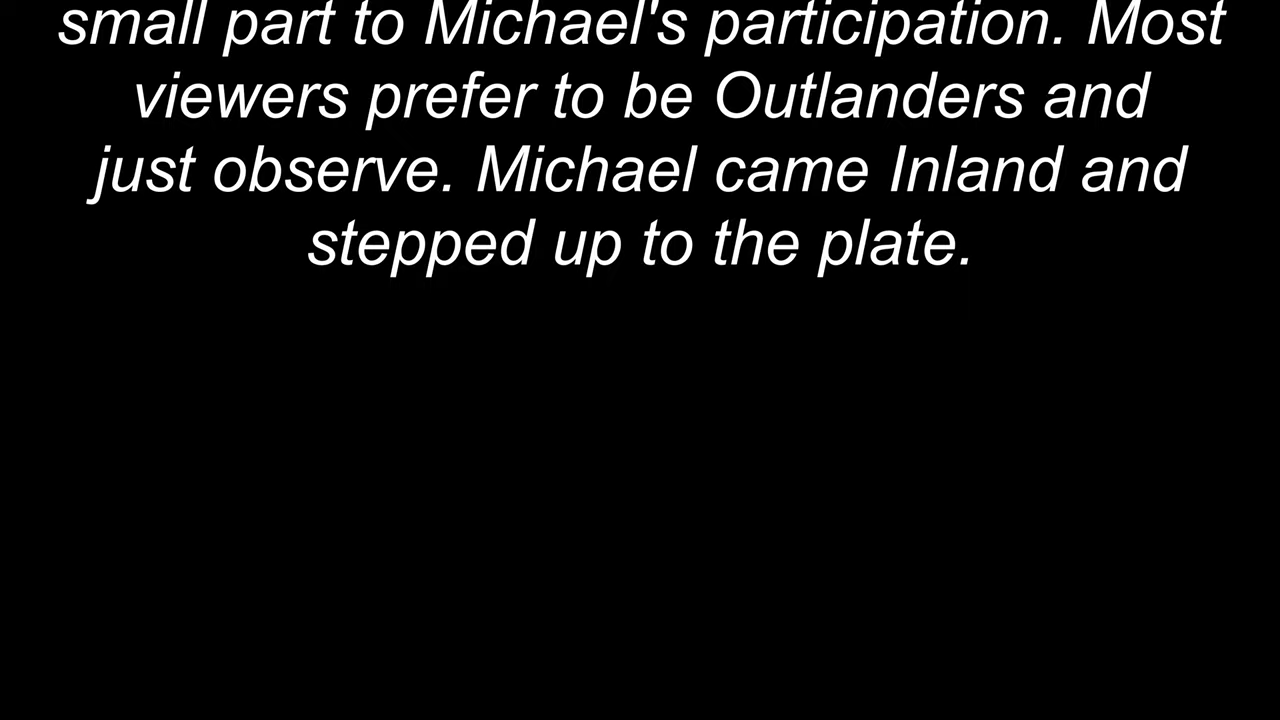 small part to Michael's participation. Most
viewers prefer to be Outlanders and
just observe. Michael came Inland and
stepped up to the plate.